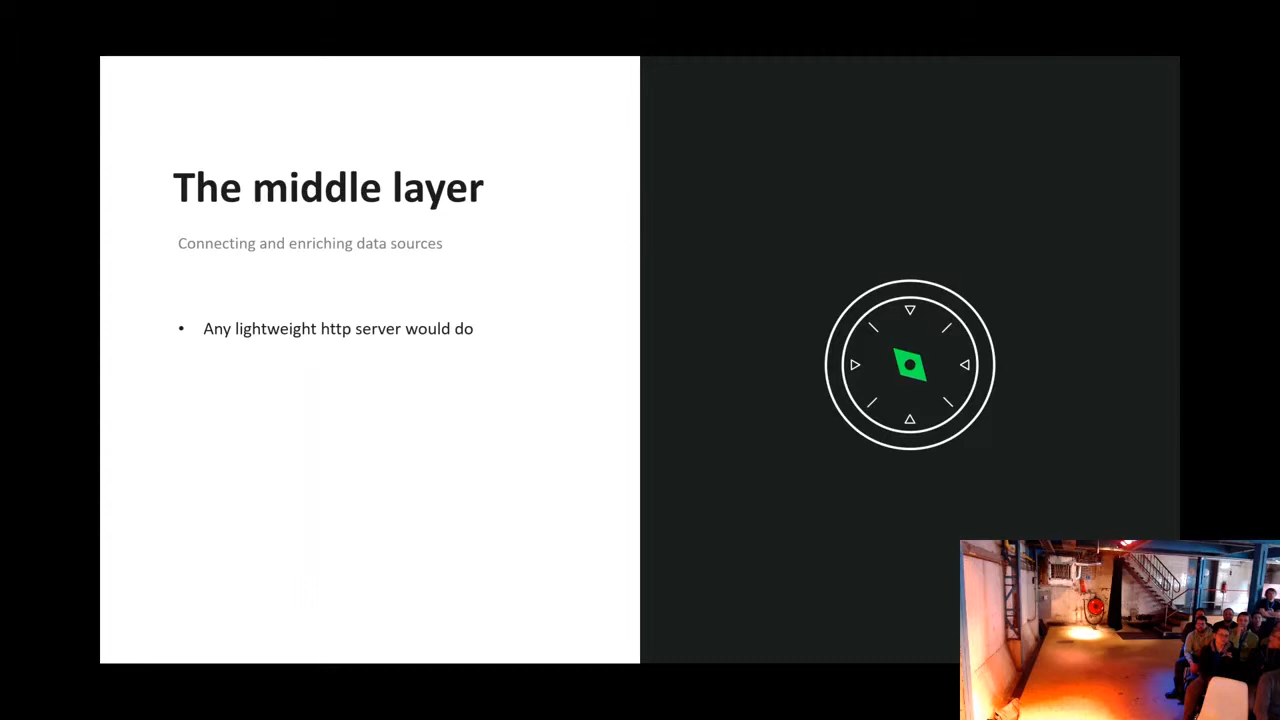 The middle layer
Connecting and enriching data sources
• Any lightweight http server would do